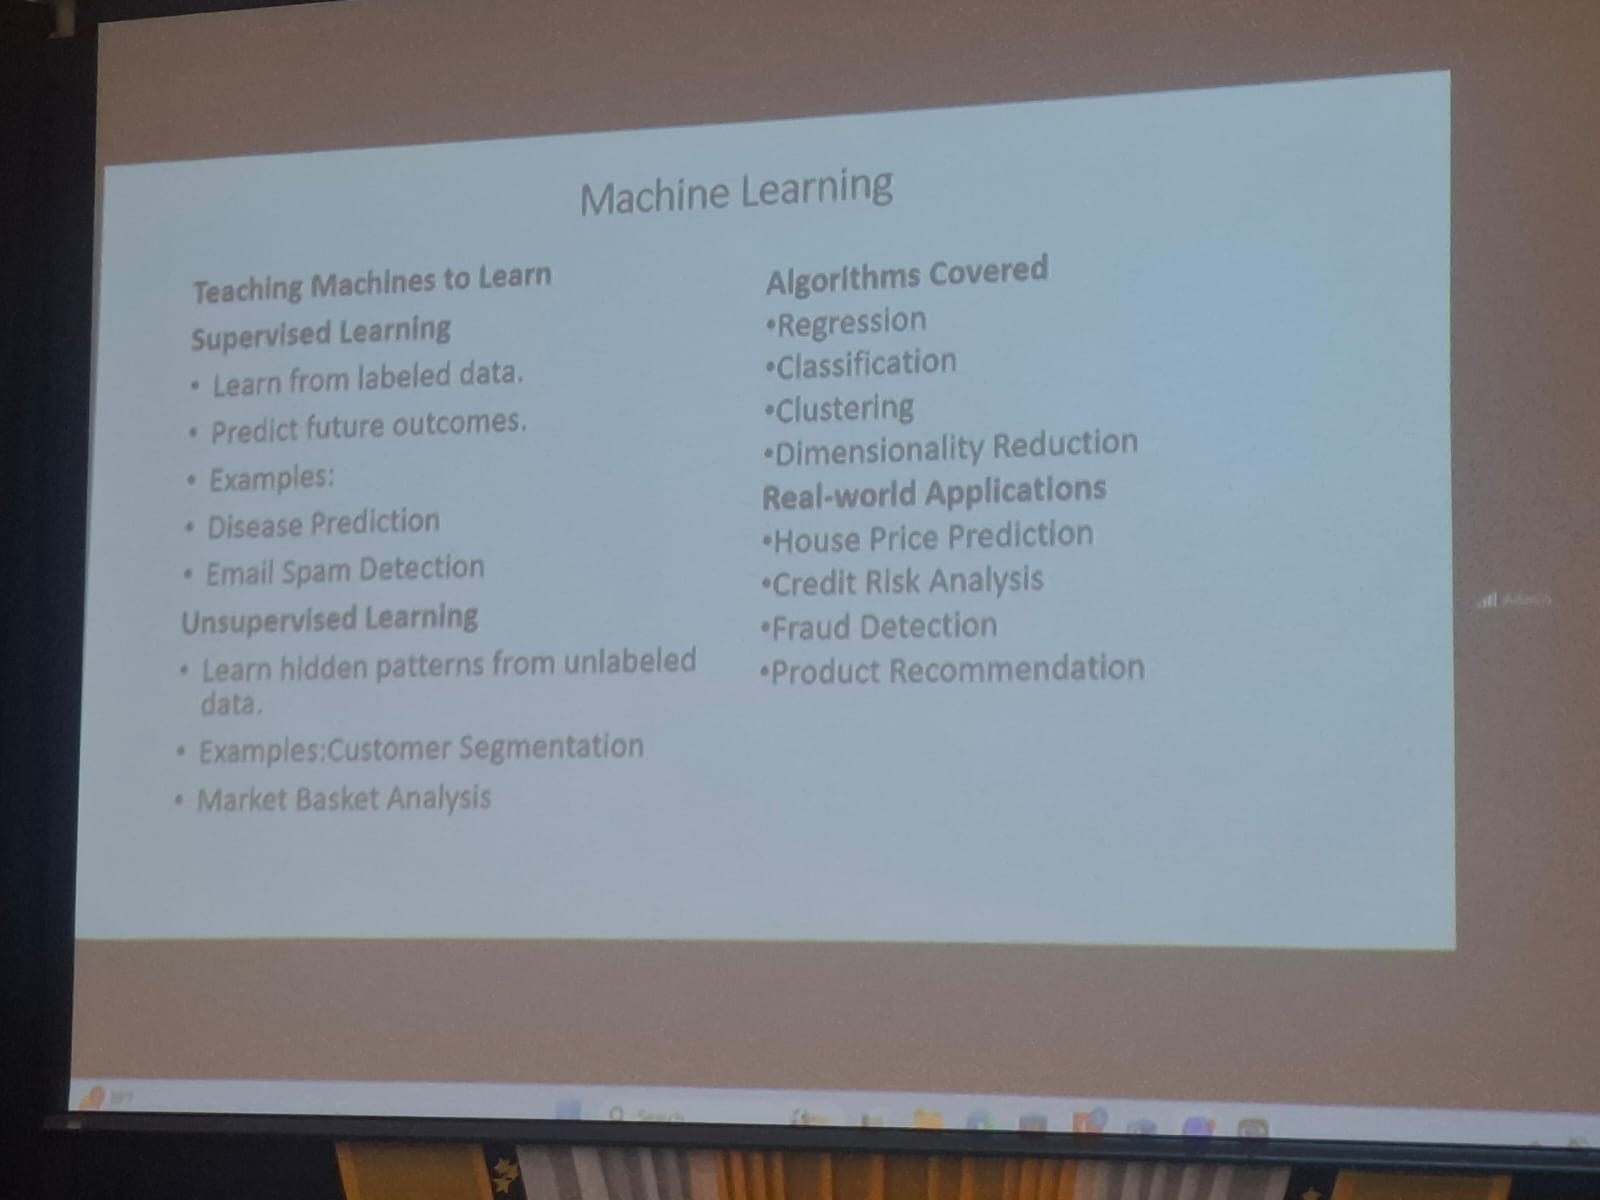 Machine Learning
Teaching Machines to Learn
Supervised Learning
• Learn from labeled data.
• Predict future outcomes.
• Examples:
• Disease Prediction
• Email Spam Detection
Unsupervised Learning
• Learn hidden patterns from unlabeled
data.
• Examples:Customer Segmentation
• Market Basket Analysis
Algorithms Covered
•Regression
•Classification
•Clustering
•Dimensionality Reduction
Real-world Applications
•House Price Prediction
•Credit Risk Analysis
•Fraud Detection
•Product Recommendation
Admin
Search